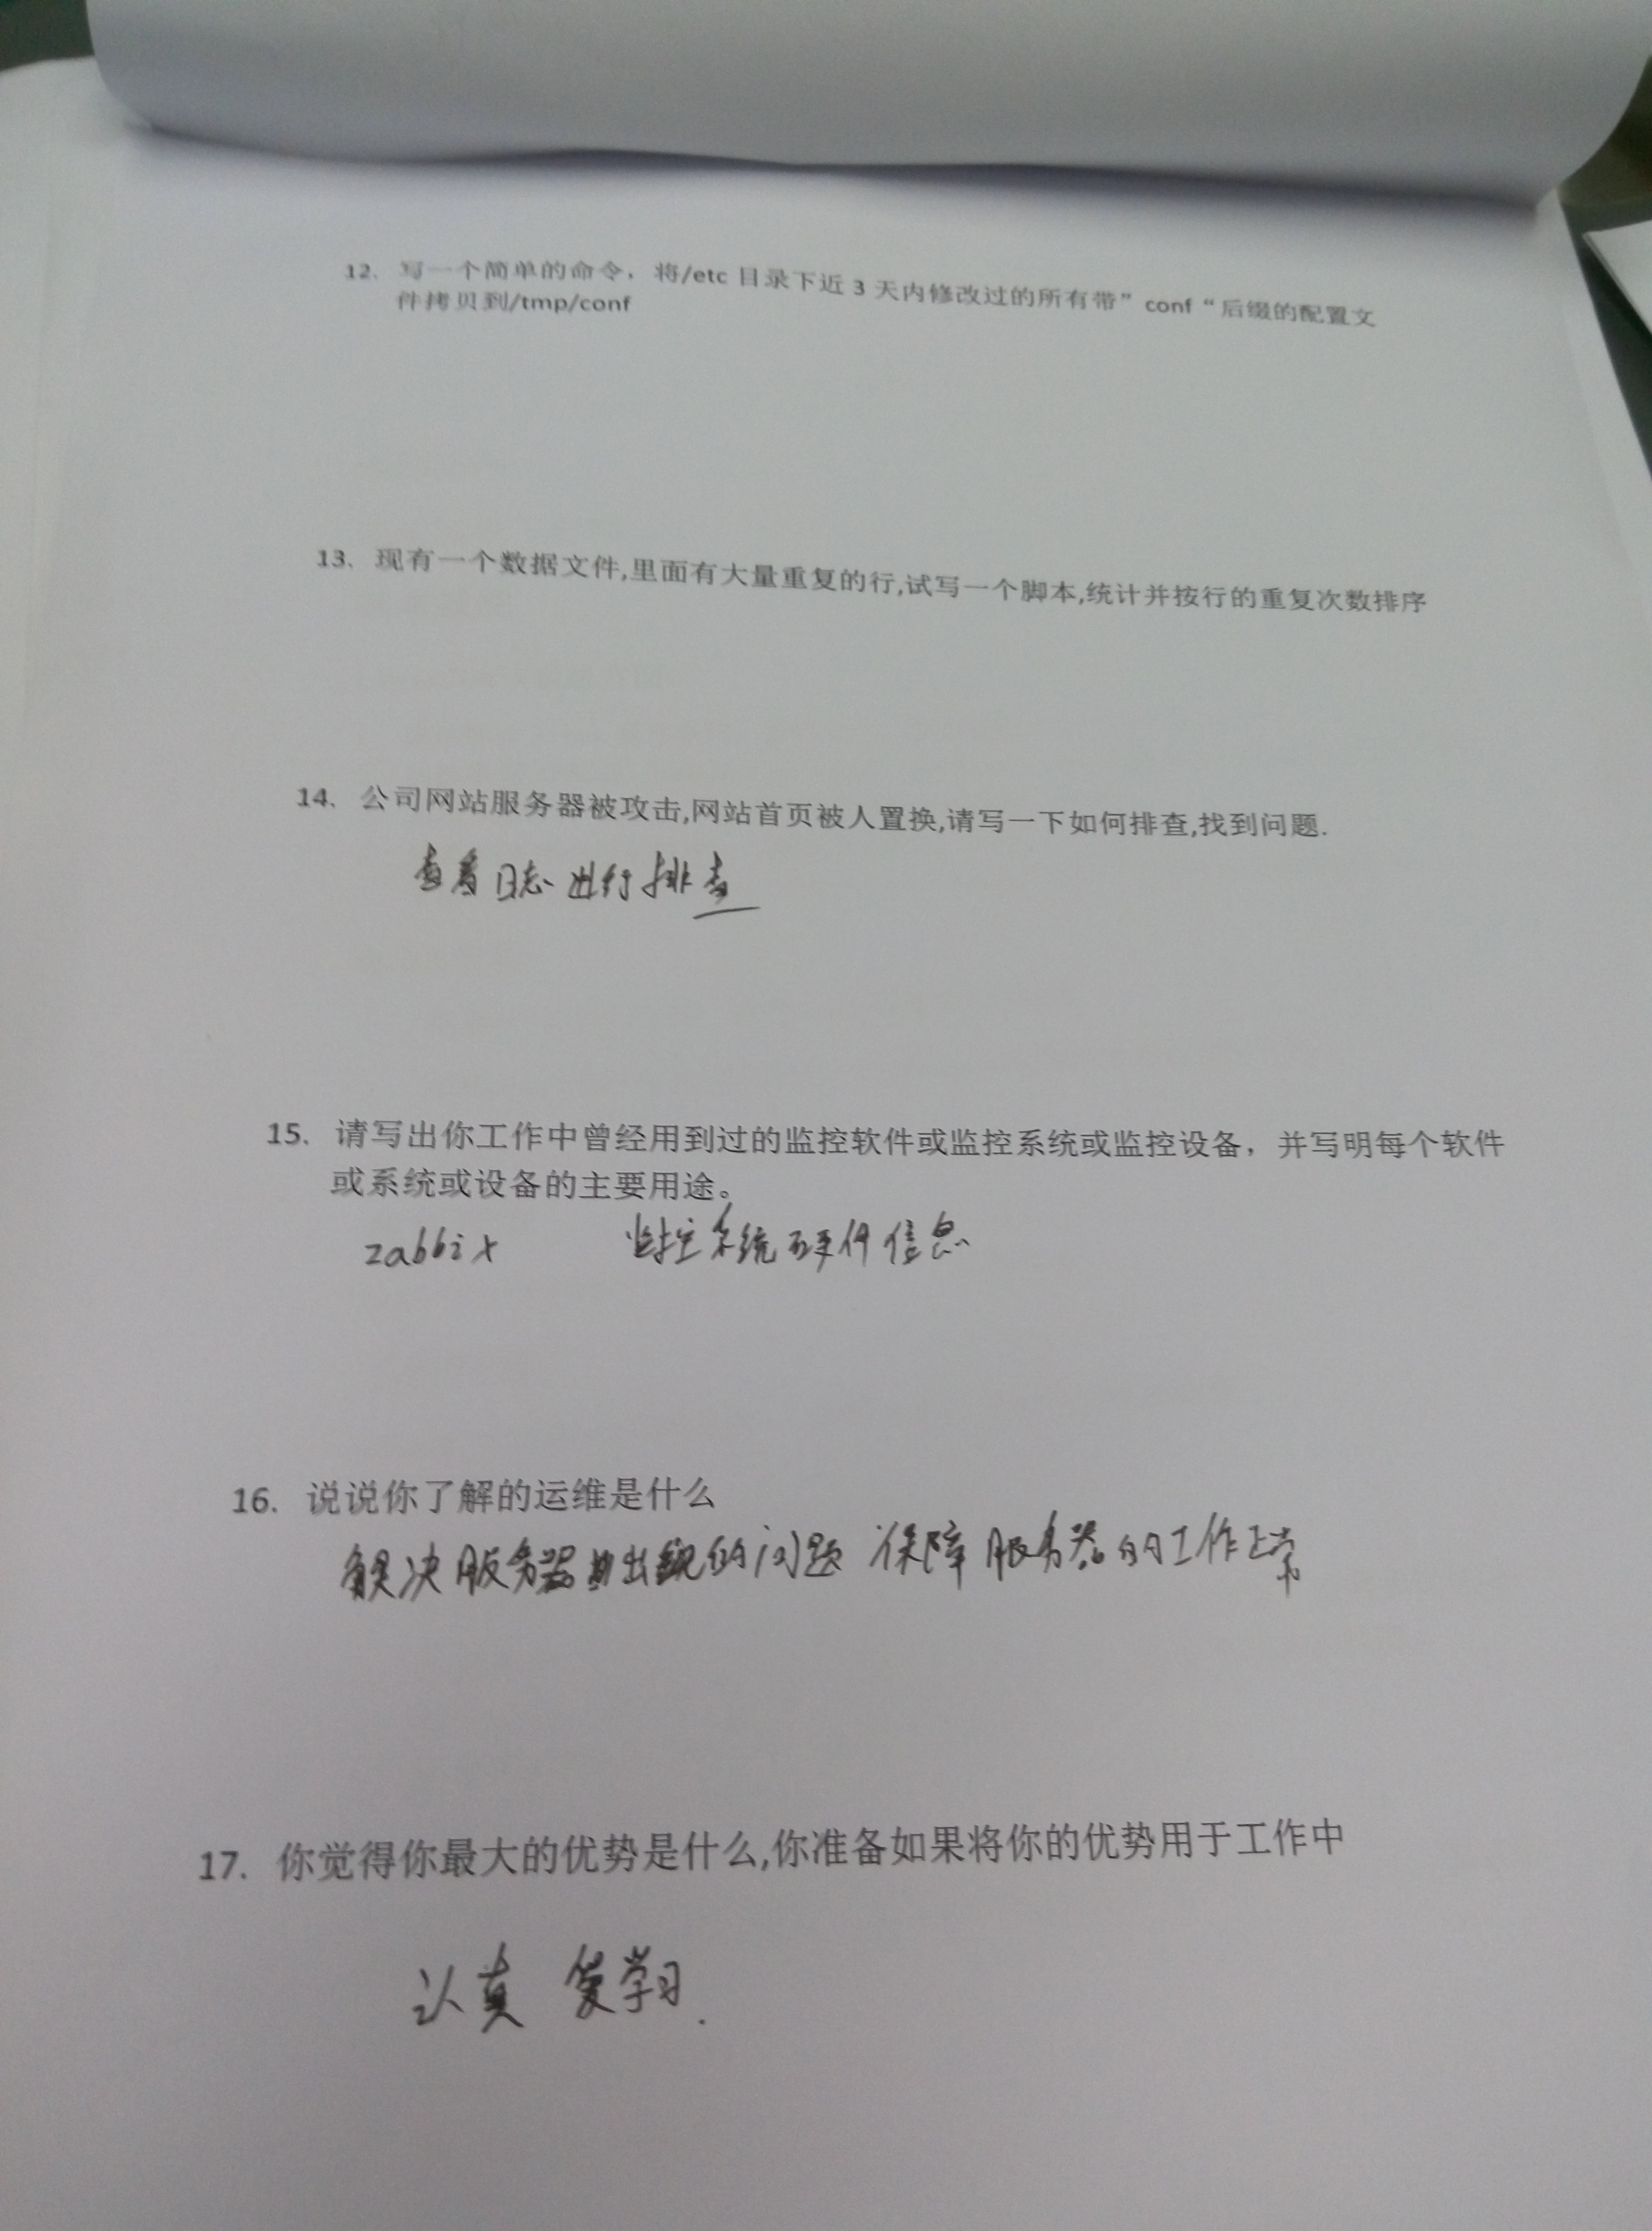 12. 写一个简单的命令，将/etc 目录下近 3 天内修改过的所有带” conf “后缀的配置文
件拷贝到/tmp/conf
13. 现有一个数据文件,里面有大量重复的行,试写一个脚本,统计并按行的重复次数排序
14. 公司网站服务器被攻击,网站首页被人置换,请写一下如何排查,找到问题.
查看日志进行排查
15. 请写出你工作中曾经用到过的监控软件或监控系统或监控设备，并写明每个软件
或系统或设备的主要用途。
zabbix 监控系统硬件信息
16. 说说你了解的运维是什么
解决服务器出现的问题 保障服务器的工作正常
17. 你觉得你最大的优势是什么,你准备如果将你的优势用于工作中
认真 爱学习.